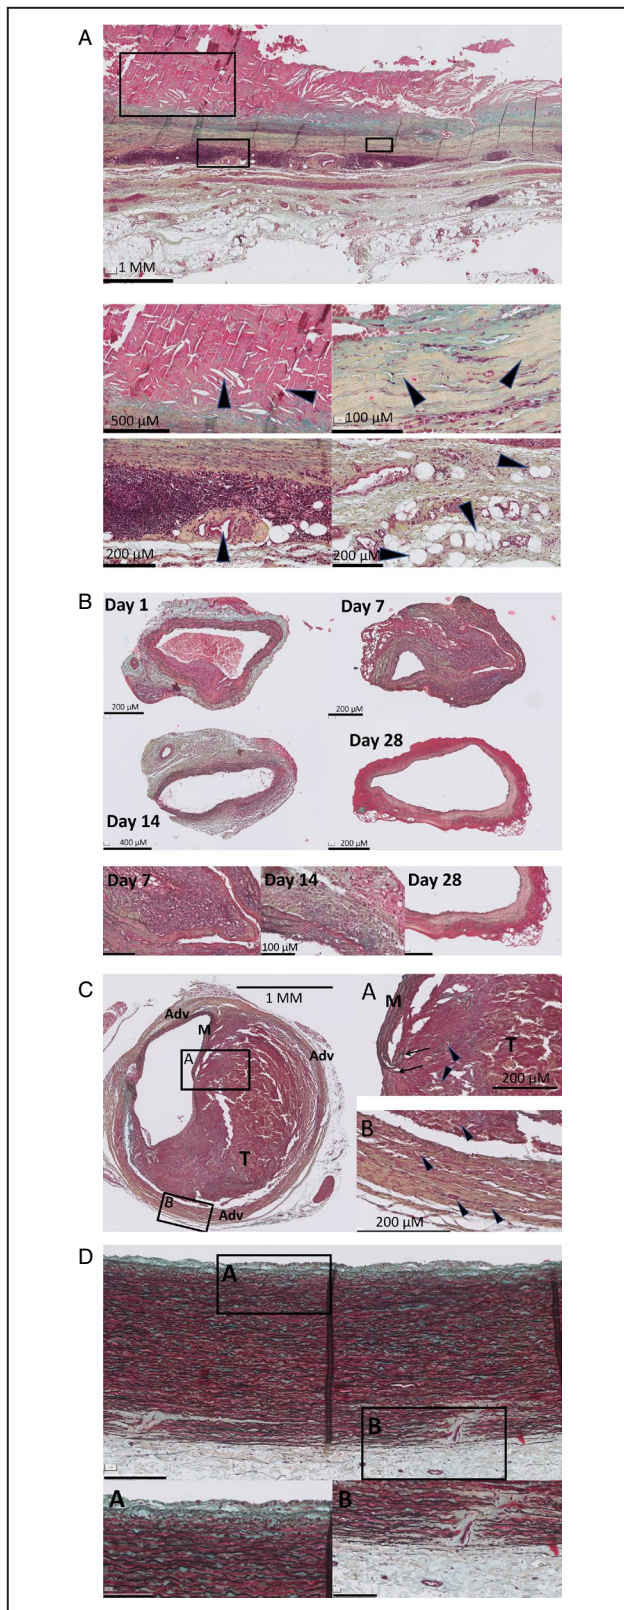 A
1 MM
500 µM
100 µM
200 µM
200 µM
B
Day 1
Day 7
200 µM
200 µM
Day 14
Day 28
400 µM
200 µM
Day 7
Day 14
Day 28
100 µM
C
1 MM
Adv
M
A
Adv
T
B
Adv
A
M
T
200 µM
B
200 µM
D
A
B
A
B